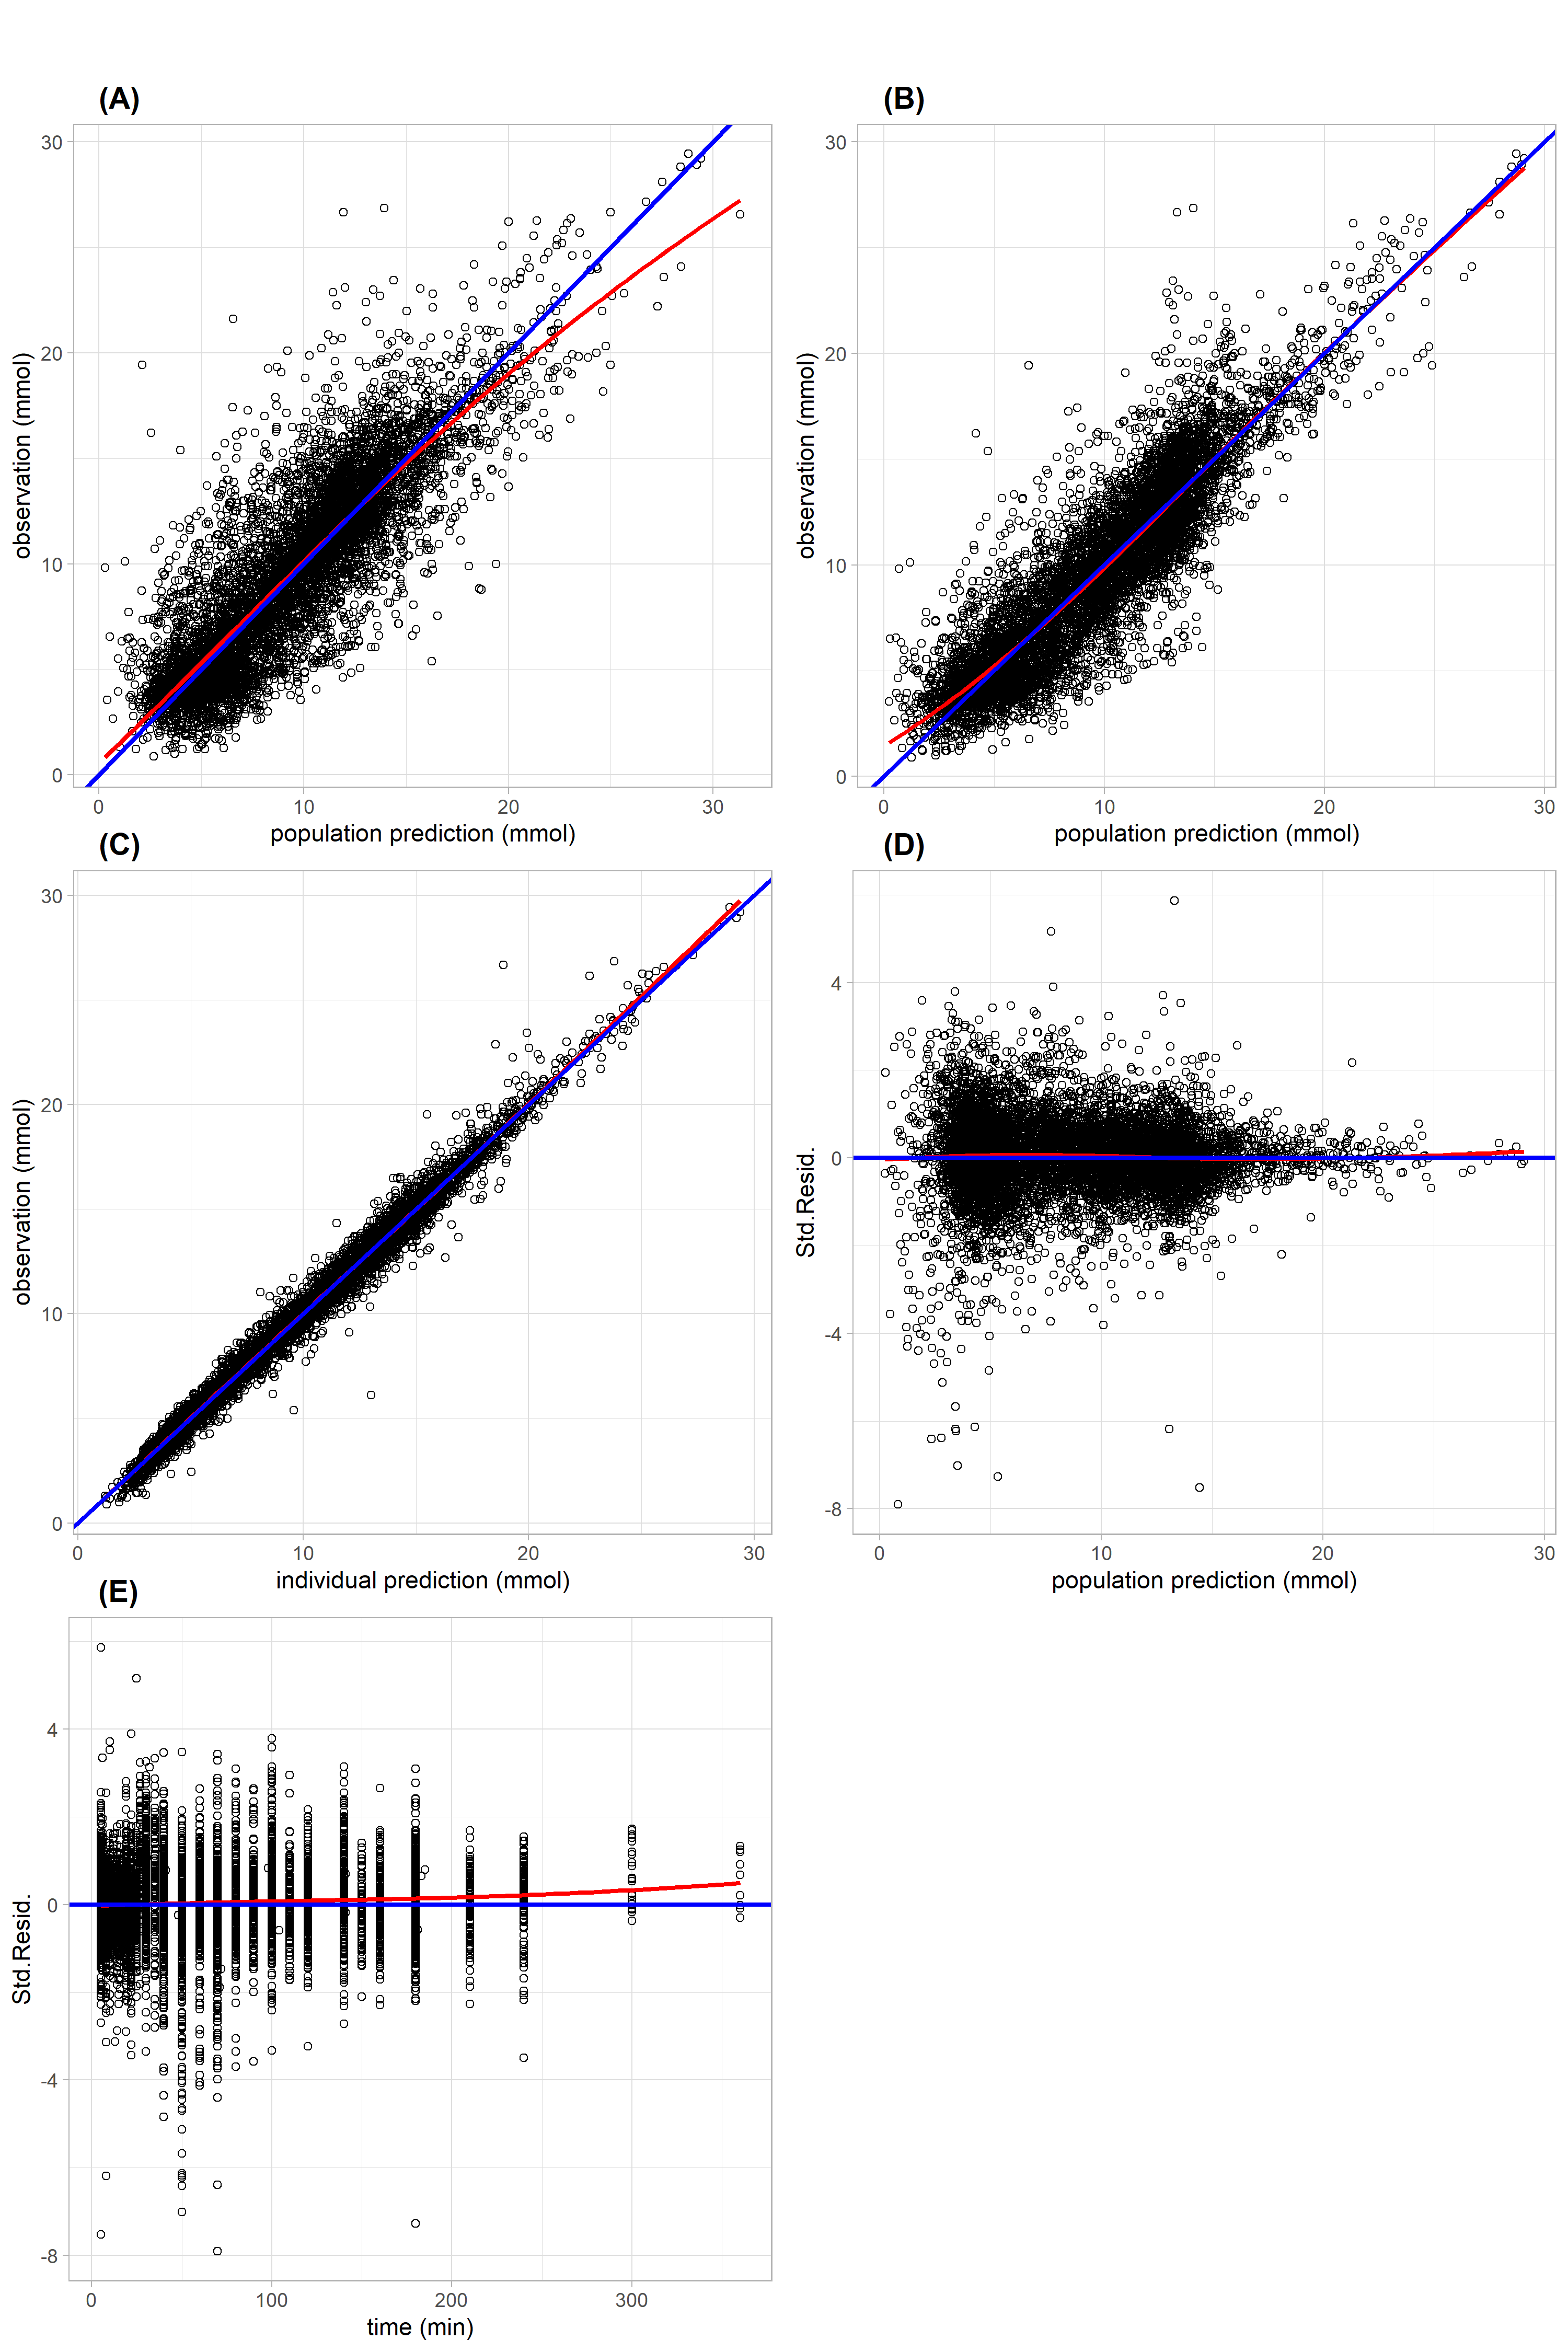 (A)
30
20
10
0
observation (mmol)
0 10 20 30
population prediction (mmol)
(B)
30
20
10
0
observation (mmol)
0 10 20 30
population prediction (mmol)
(C)
30
20
10
0
observation (mmol)
0 10 20 30
individual prediction (mmol)
(D)
4
0
-4
-8
Std.Resid.
0 10 20 30
population prediction (mmol)
(E)
4
0
-4
-8
Std.Resid.
0 100 200 300
time (min)